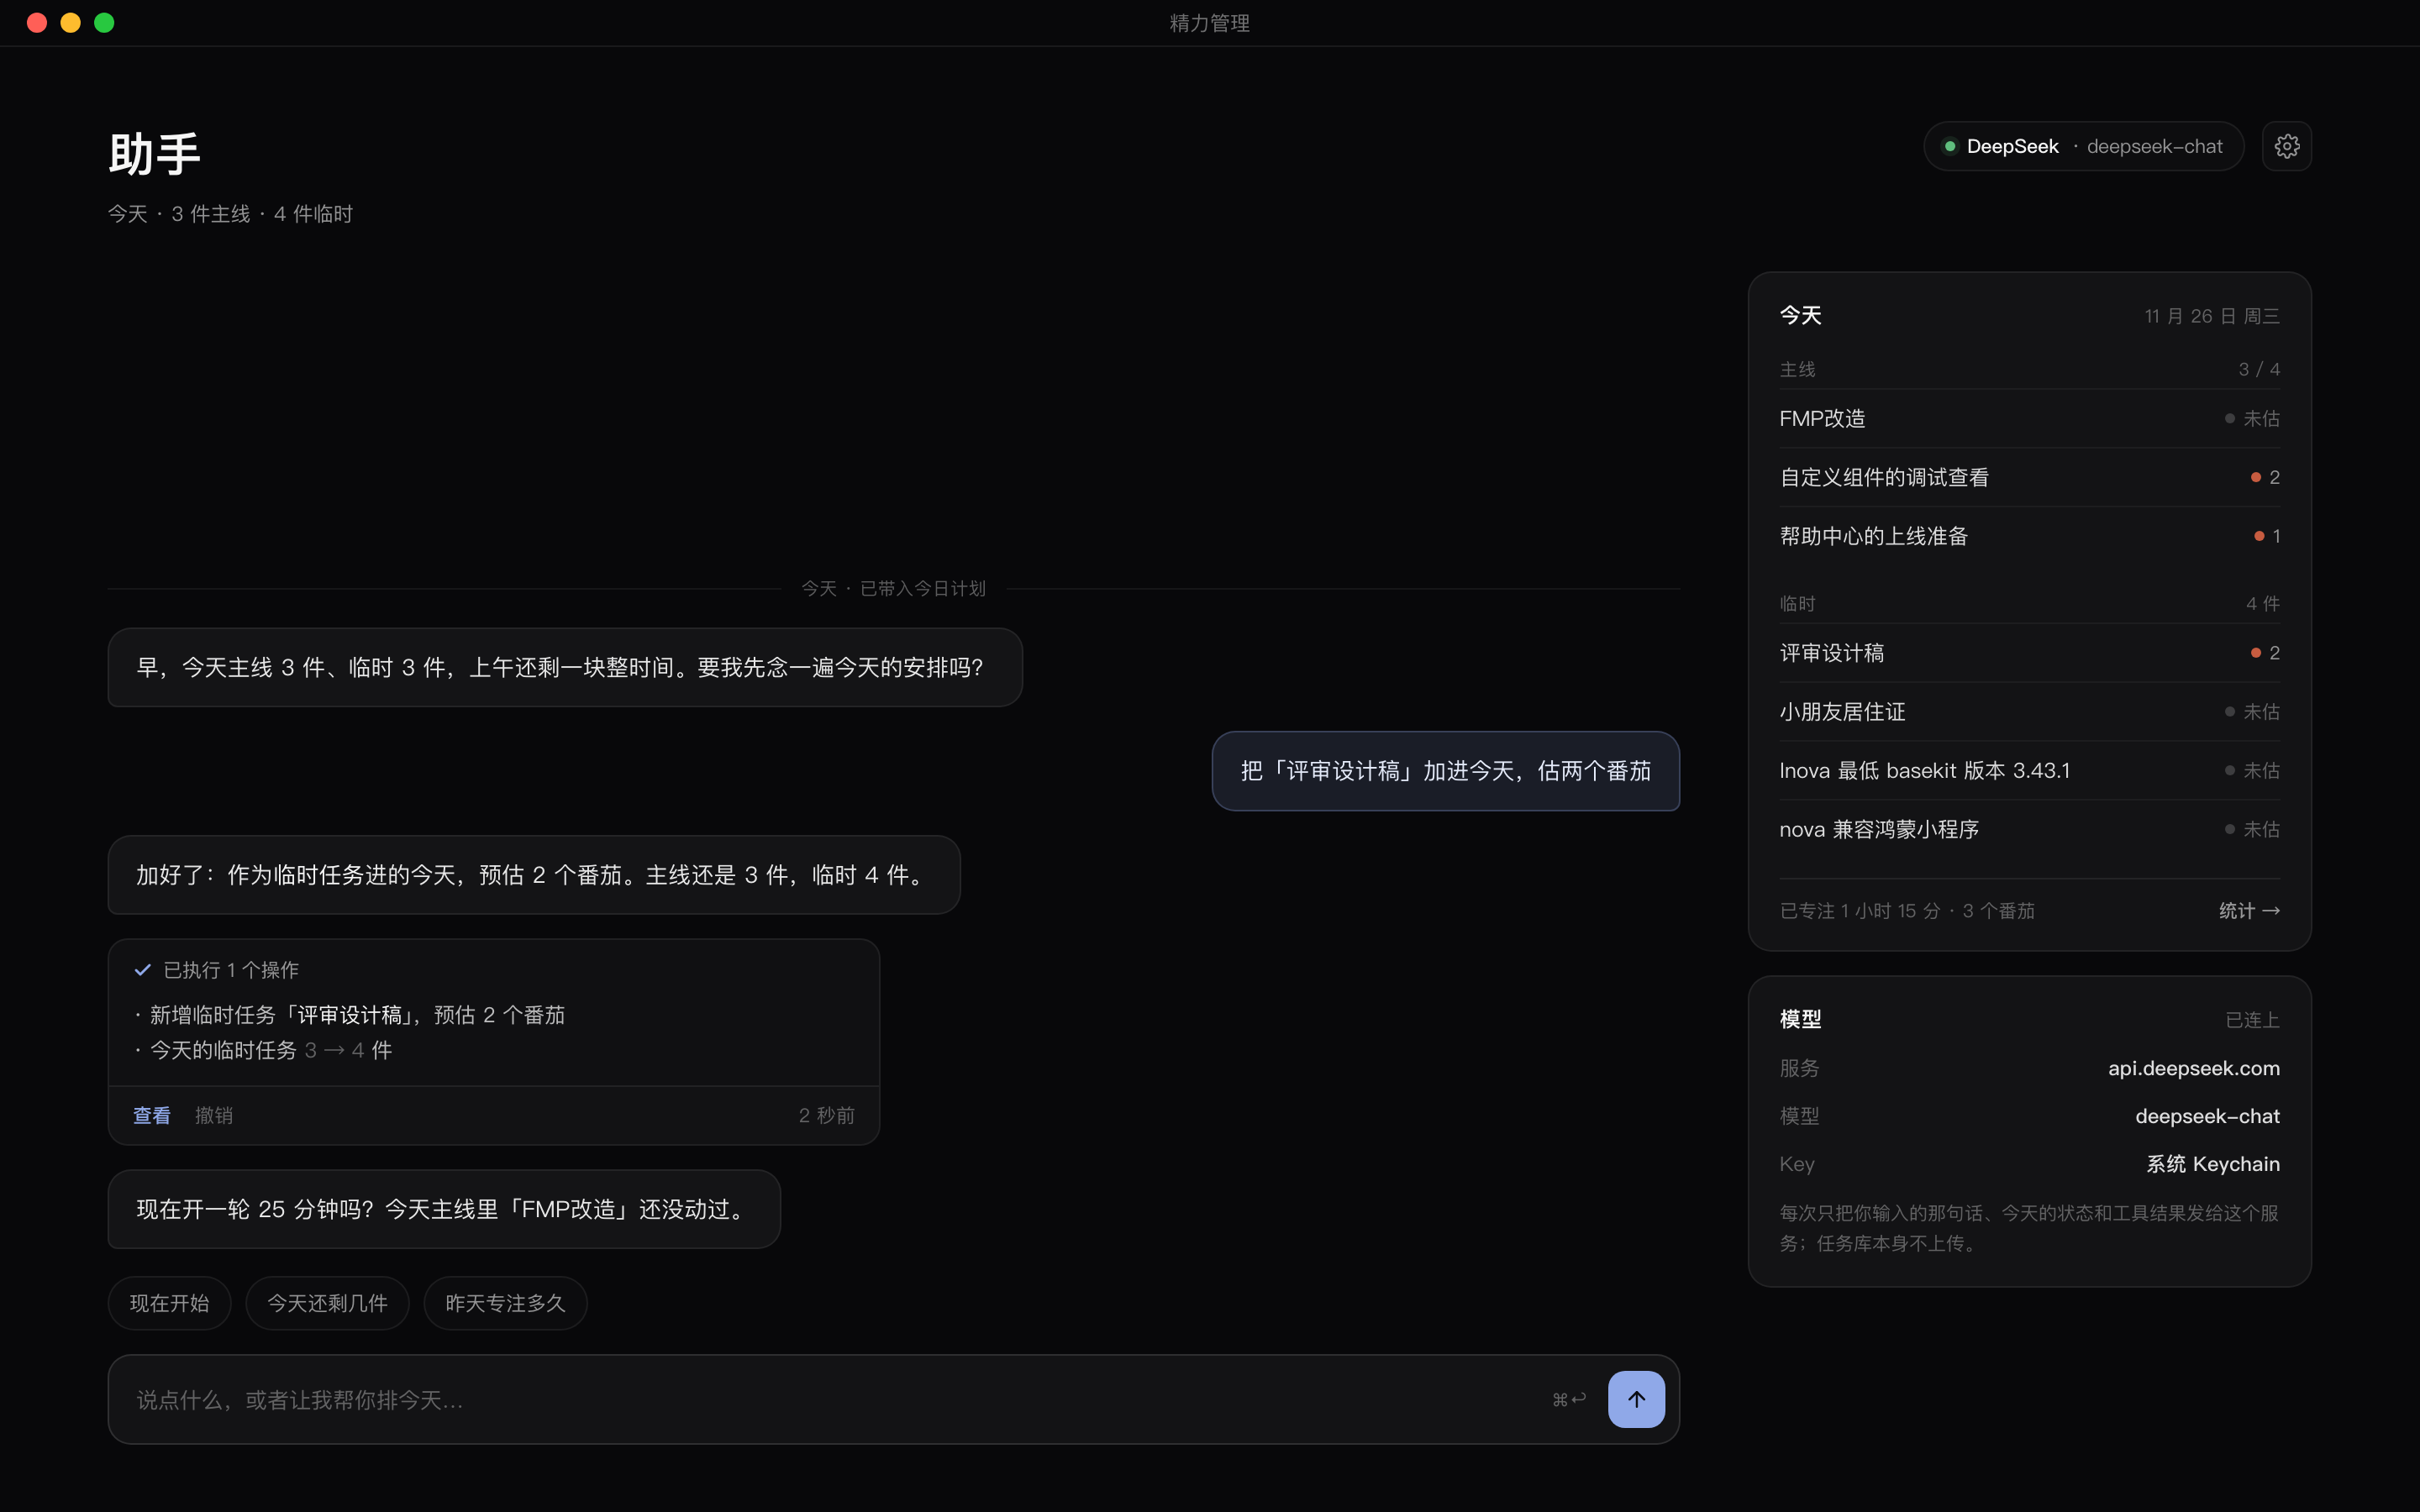 精力管理
助手
今天 · 3 件主线 · 4 件临时
DeepSeek · deepseek-chat
今天 · 已带入今日计划
早，今天主线 3 件、临时 3 件，上午还剩一块整时间。要我先念一遍今天的安排吗？
把「评审设计稿」加进今天，估两个番茄
加好了：作为临时任务进的今天，预估 2 个番茄。主线还是 3 件，临时 4 件。
已执行 1 个操作
· 新增临时任务「评审设计稿」，预估 2 个番茄
· 今天的临时任务 3 → 4 件
查看 撤销 2 秒前
现在开一轮 25 分钟吗？今天主线里「FMP改造」还没动过。
现在开始 今天还剩几件 昨天专注多久
说点什么，或者让我帮你排今天… ⌘↩
今天 11 月 26 日 周三
主线 3 / 4
FMP改造 未估
自定义组件的调试查看 2
帮助中心的上线准备 1
临时 4 件
评审设计稿 2
小朋友居住证 未估
lnova 最低 basekit 版本 3.43.1 未估
nova 兼容鸿蒙小程序 未估
已专注 1 小时 15 分 · 3 个番茄 统计 →
模型 已连上
服务 api.deepseek.com
模型 deepseek-chat
Key 系统 Keychain
每次只把你输入的那句话、今天的状态和工具结果发给这个服
务；任务库本身不上传。